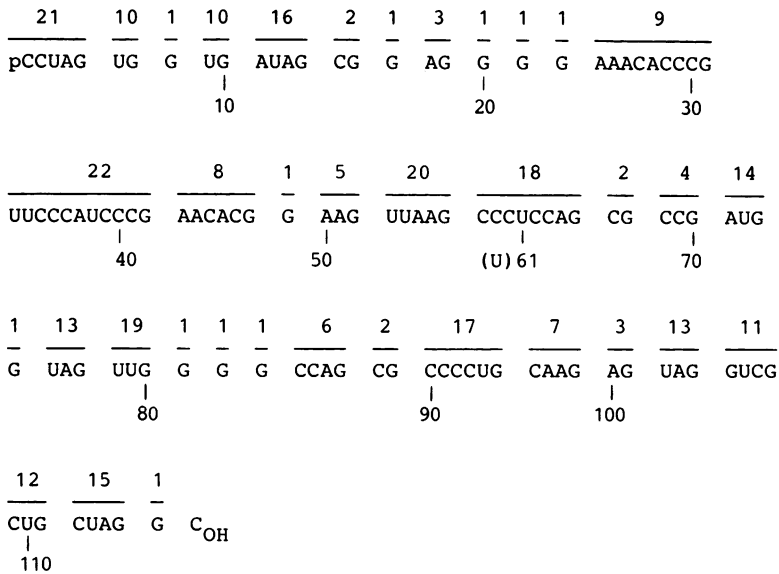 21 10 1 10 16 2 1 3 1 1 1 9
pCCUAG UG G UG AUAG CG G AG G G G AAACACCCG
10 20 30
22 8 1 5 20 18 2 4 14
UUCCCAUCCCG AACACG G AAG UUAAG CCCUCCAG CG CCG AUG
40 50 (U)61 70
1 13 19 1 1 1 6 2 17 7 3 13 11
G UAG UUG G G G CCAG CG CCCCUG CAAG AG UAG GUCG
80 90 100
12 15 1
CUG CUAG G COH
110